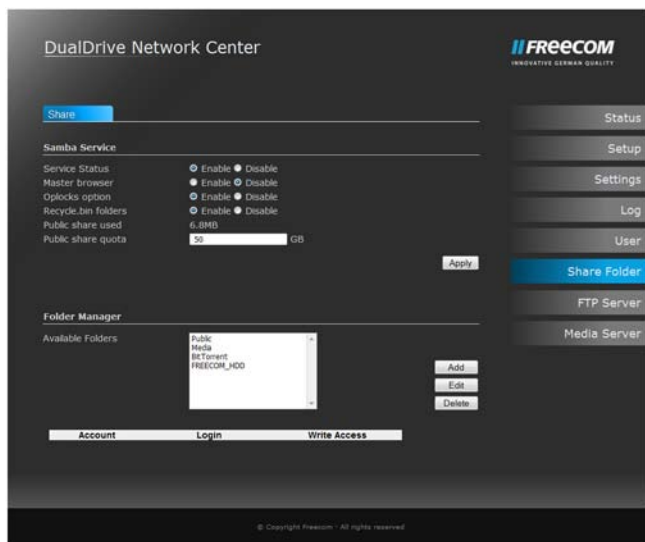 DualDrive Network Center
FREECOM
INNOVATIVE GERMAN QUALITY
Share
Samba Service
Service Status Enable Disable
Master browser Enable Disable
Oplocks option Enable Disable
Recycle.bin folders Enable Disable
Public share used 6.8MB
Public share quota 50 GB
Apply
Folder Manager
Available Folders
Public
Media
BitTorrent
FREECOM_HDD
Add
Edit
Delete
Account Login Write Access
Status
Setup
Settings
Log
User
Share Folder
FTP Server
Media Server
© Copyright Freecom - All rights reserved